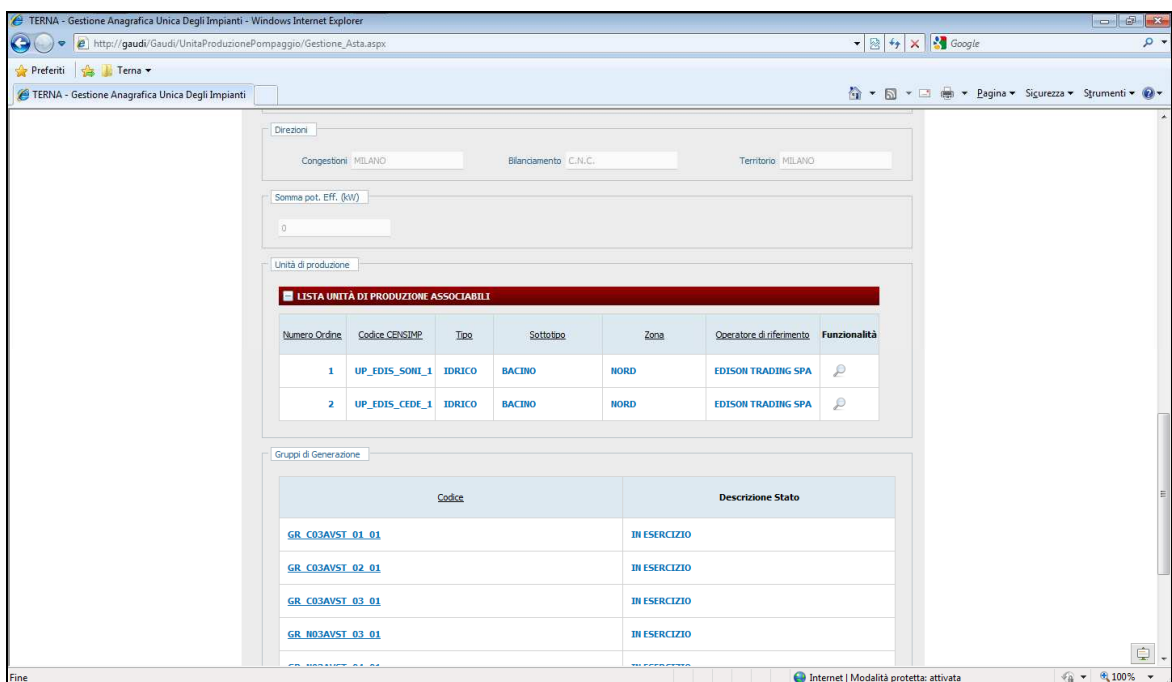 TERNA - Gestione Anagrafica Unica Degli Impianti - Windows Internet Explorer
http://gaudi/Gaudi/UnitaProduzionePompaggio/Gestione_Asta.aspx
Google
Preferiti Terna
TERNA - Gestione Anagrafica Unica Degli Impianti Pagina Sicurezza Strumenti
Direzioni
Congestioni MILANO Bilanciamento C.N.C. Territorio MILANO
Somma pot. Eff. (kW)
0
Unità di produzione
LISTA UNITÀ DI PRODUZIONE ASSOCIABILI
Numero Ordine Codice CENSIMP Tipo Sottotipo Zona Operatore di riferimento Funzionalità
1 UP_EDIS_SONI_1 IDRICO BACINO NORD EDISON TRADING SPA
2 UP_EDIS_CEDE_1 IDRICO BACINO NORD EDISON TRADING SPA
Gruppi di Generazione
Codice Descrizione Stato
GR_C03AVST_01_01 IN ESERCIZIO
GR_C03AVST_02_01 IN ESERCIZIO
GR_C03AVST_03_01 IN ESERCIZIO
GR_N03AVST_03_01 IN ESERCIZIO
Fine Internet | Modalità protetta: attivata 100%